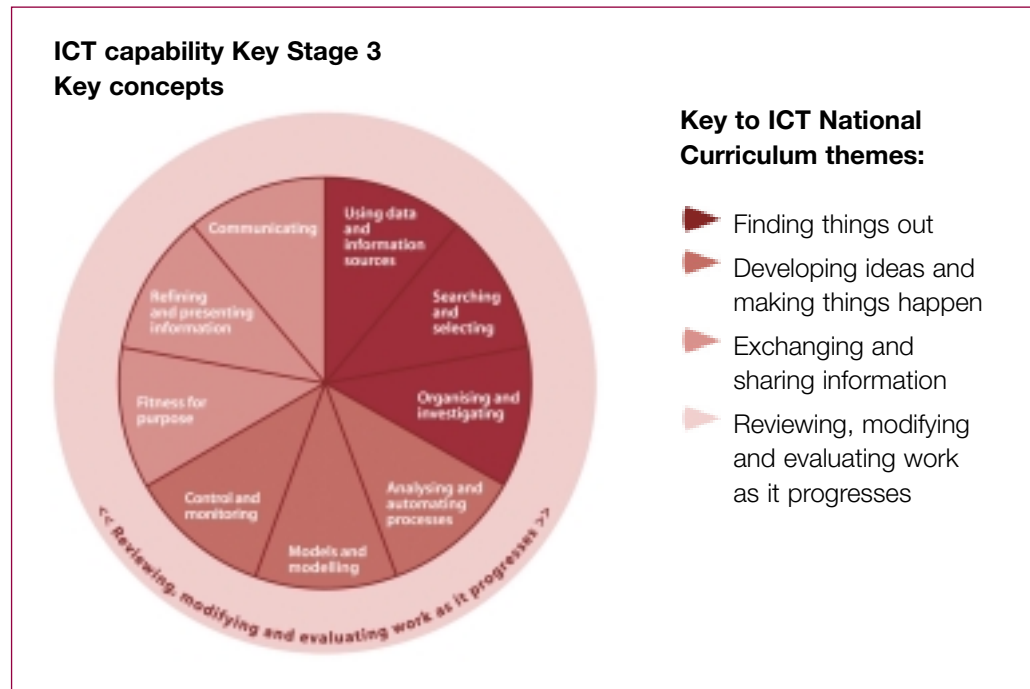 ICT capability Key Stage 3
Key concepts
Communicating
Using data
and
information
sources
Searching
and
selecting
Organising and
investigating
Analysing and
automating
processes
Models and
modelling
Control and
monitoring
Fitness for
purpose
Refining
and presenting
information
<< Reviewing, modifying and evaluating work as it progresses >>
Key to ICT National
Curriculum themes:
Finding things out
Developing ideas and
making things happen
Exchanging and
sharing information
Reviewing, modifying
and evaluating work
as it progresses